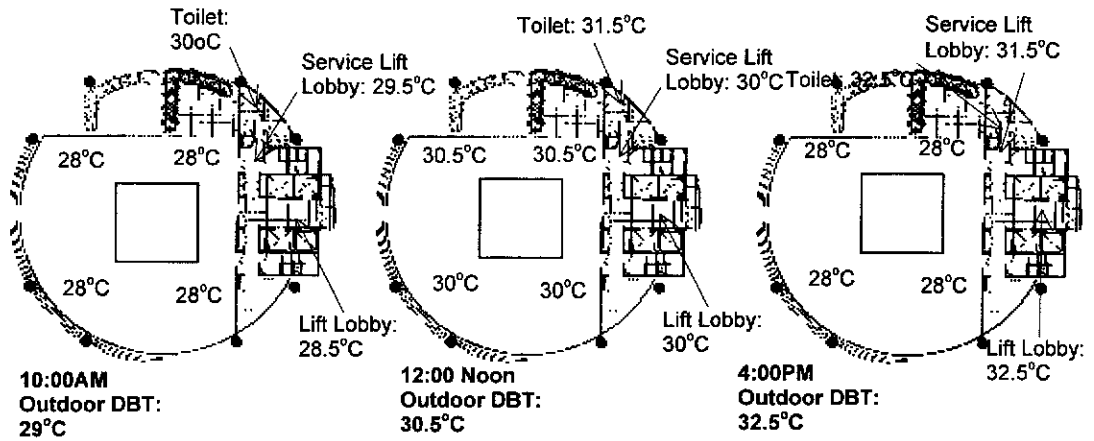 Toilet:
30oC
Service Lift
Lobby: 29.5°C
28°C
28°C
28°C
28°C
Lift Lobby:
28.5°C
10:00AM
Outdoor DBT:
29°C
Toilet: 31.5°C
Service Lift
Lobby: 30°C
30.5°C
30.5°C
30°C
30°C
Lift Lobby:
30°C
12:00 Noon
Outdoor DBT:
30.5°C
Service Lift
Lobby: 31.5°C
Toilet: 32.5°C
28°C
28°C
28°C
28°C
Lift Lobby:
32.5°C
4:00PM
Outdoor DBT:
32.5°C